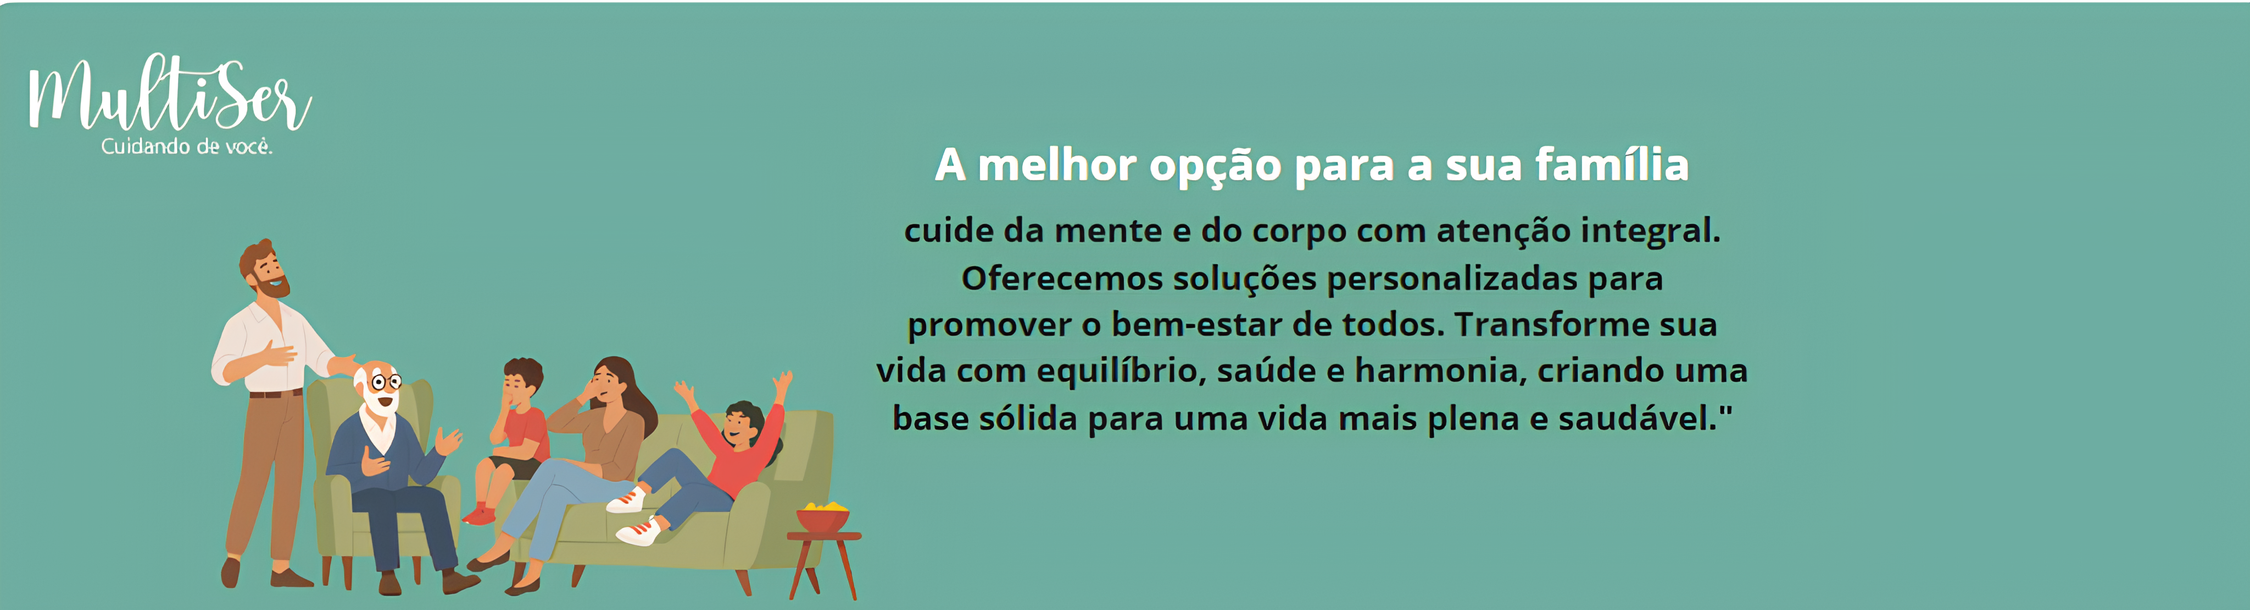 MultiSer
Cuidando de você.
A melhor opção para a sua família
cuide da mente e do corpo com atenção integral.
Oferecemos soluções personalizadas para
promover o bem-estar de todos. Transforme sua
vida com equilíbrio, saúde e harmonia, criando uma
base sólida para uma vida mais plena e saudável."